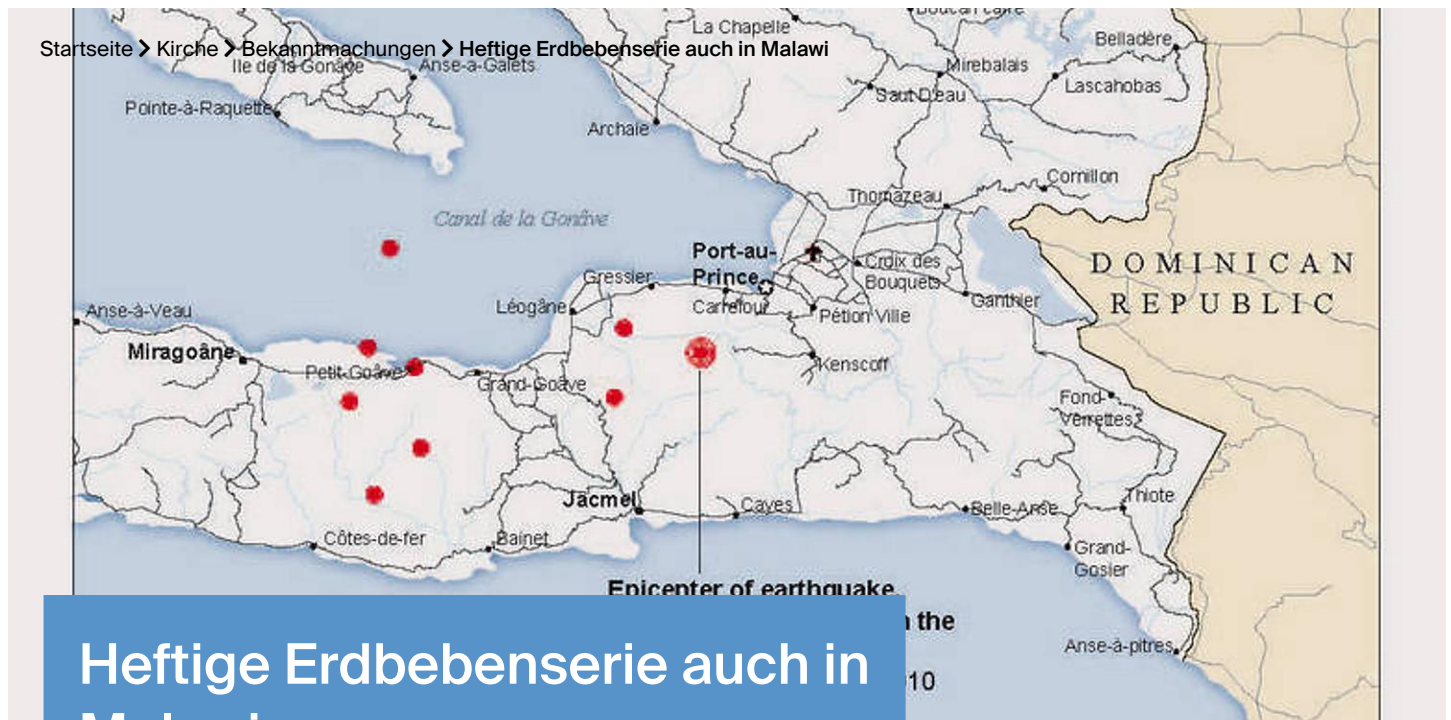 Boucan carré
La Chapelle
Belladère
Startseite > Kirche > Bekanntmachungen > Heftige Erdbebenserie auch in Malawi
Ile de la Gonâve
Anse-a-Galets
Mirebalais
Lascahobas
Saut D'eau
Pointe-à-Raquette
Archaie
Cornillon
Thomazeau
Canal de la Gonâve
Port-au-
Prince
Croix des
Bouquets
DOMINICAN
REPUBLIC
Gressier
Léogâne
Carrefour
Ganthier
Anse-à-Veau
Pétion Ville
Miragoâne
Petit-Goâve
Grand-Goâve
Kenscoff
Fond-
Verrettes
Jacmel
Cayes
Belle-Anse
Thiote
Côtes-de-fer
Bainet
Grand-
Gosier
Epicenter of earthquake
the
10
Anse-à-pitres
Heftige Erdbebenserie auch in
Malawi